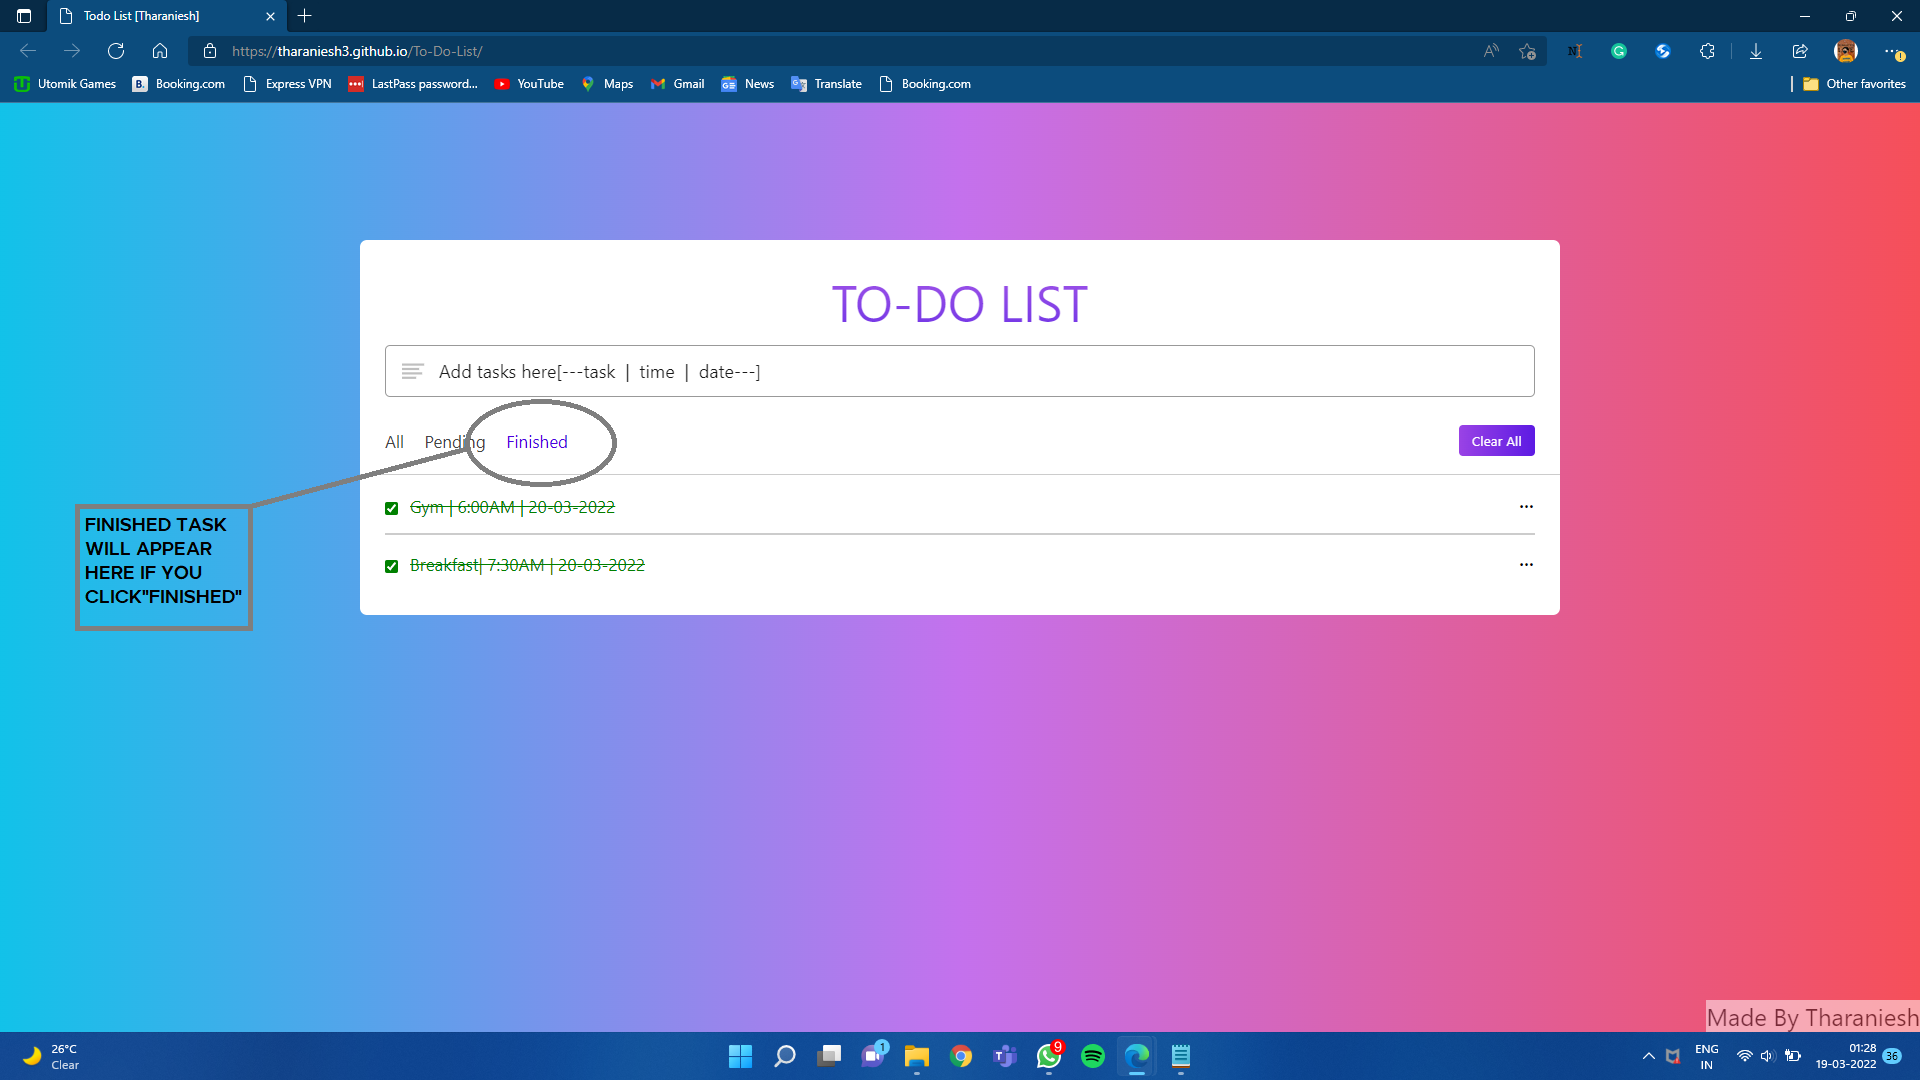 Todo List [Tharaniesh]
https://tharaniesh3.github.io/To-Do-List/
Utomik Games
B. Booking.com
Express VPN
LastPass password...
YouTube
Maps
Gmail
News
Translate
Booking.com
Other favorites
TO-DO LIST
Add tasks here[---task | time | date---]
All
Pending
Finished
Clear All
Gym | 6:00AM | 20-03-2022
Breakfast| 7:30AM | 20-03-2022
FINISHED TASK
WILL APPEAR
HERE IF YOU
CLICK"FINISHED"
Made By Tharaniesh
26°C
Clear
1
9
ENG
IN
01:28
19-03-2022
36